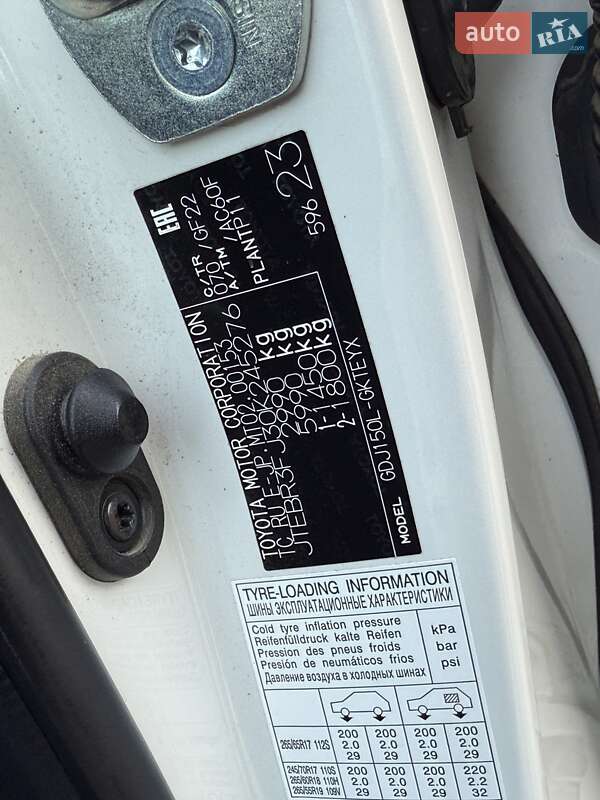 auto RIA.com
EAC
TOYOTA MOTOR CORPORATION
TC RU E-JP.MT02.00153
JTEBR3FJ30K245276
2990 kg
5990 kg
1-1450 kg
2-1800 kg
C/TR 070/GF22
A/TM /AC60F
PLANT P11
596 23
MODEL GDJ150L-GKTEYX
TYRE-LOADING INFORMATION
ШИНЫ ЭКСПЛУАТАЦИОННЫЕ ХАРАКТЕРИСТИКИ
Cold tyre inflation pressure
Reifenfülldruck kalte Reifen
Pression des pneus froids
Presión de neumáticos frios
Давление воздуха в холодных шинах
kPa
bar
psi
265/65R17 112S
200 200 200 200
2.0 2.0 2.0 2.0
29 29 29 29
245/70R17 110S
265/60R18 110H
265/55R19 109V
200 200 200 220
2.0 2.0 2.0 2.2
29 29 29 32